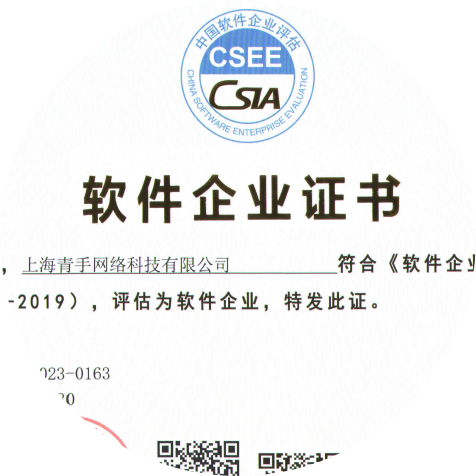 中国软件企业评估
CSEE
CSIA
CHINA SOFTWARE ENTERPRISE EVALUATION
软件企业证书
，上海青手网络科技有限公司 符合《软件企业
-2019），评估为软件企业，特发此证。
023-0163